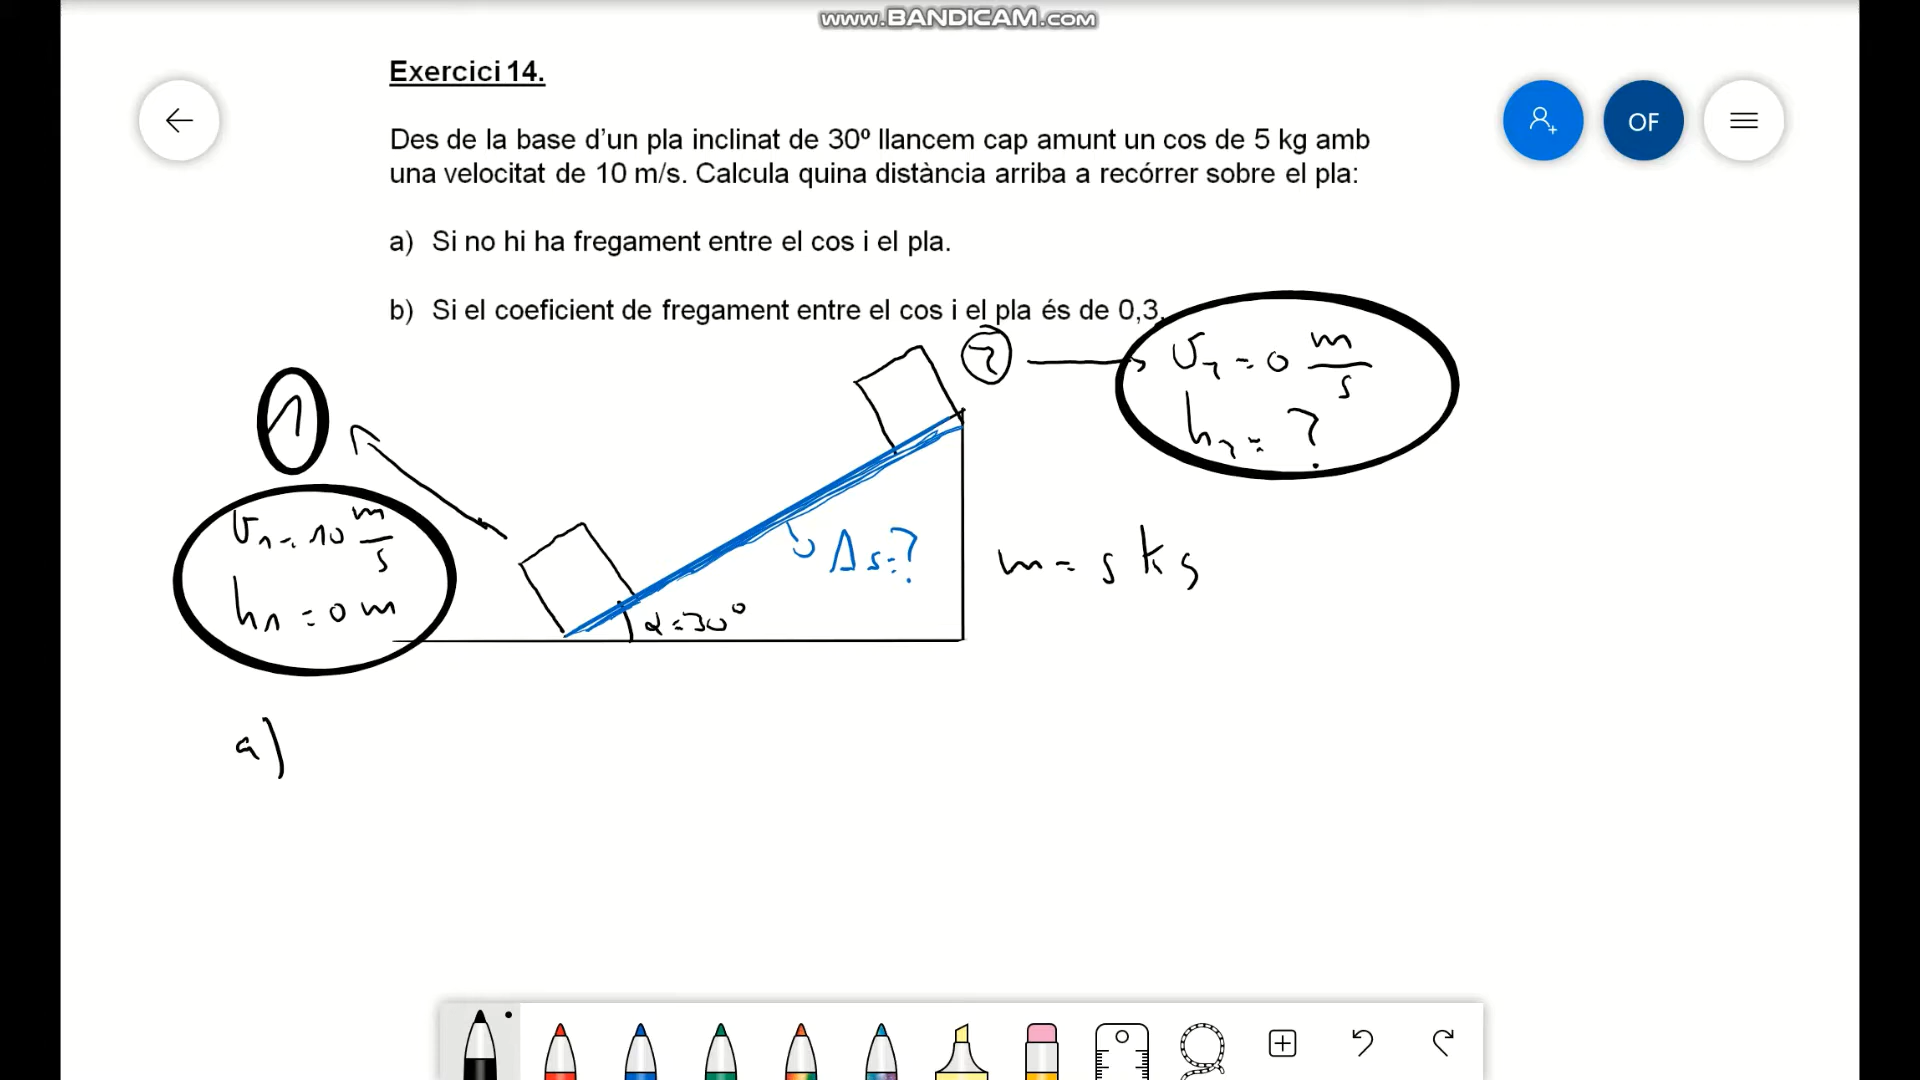 www.BANDICAM.com
Exercici 14.
OF
Des de la base d’un pla inclinat de 30º llancem cap amunt un cos de 5 kg amb
una velocitat de 10 m/s. Calcula quina distància arriba a recórrer sobre el pla:
a) Si no hi ha fregament entre el cos i el pla.
b) Si el coeficient de fregament entre el cos i el pla és de 0,3.
2
v₂ = 0 m/s
h₂ = ?
1
v₁ = 10 m/s
h₁ = 0 m
Δs = ?
m = 5 kg
α = 30°
a)